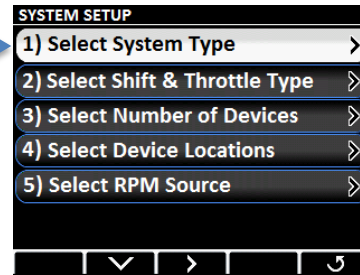 SYSTEM SETUP
1) Select System Type
2) Select Shift & Throttle Type
3) Select Number of Devices
4) Select Device Locations
5) Select RPM Source